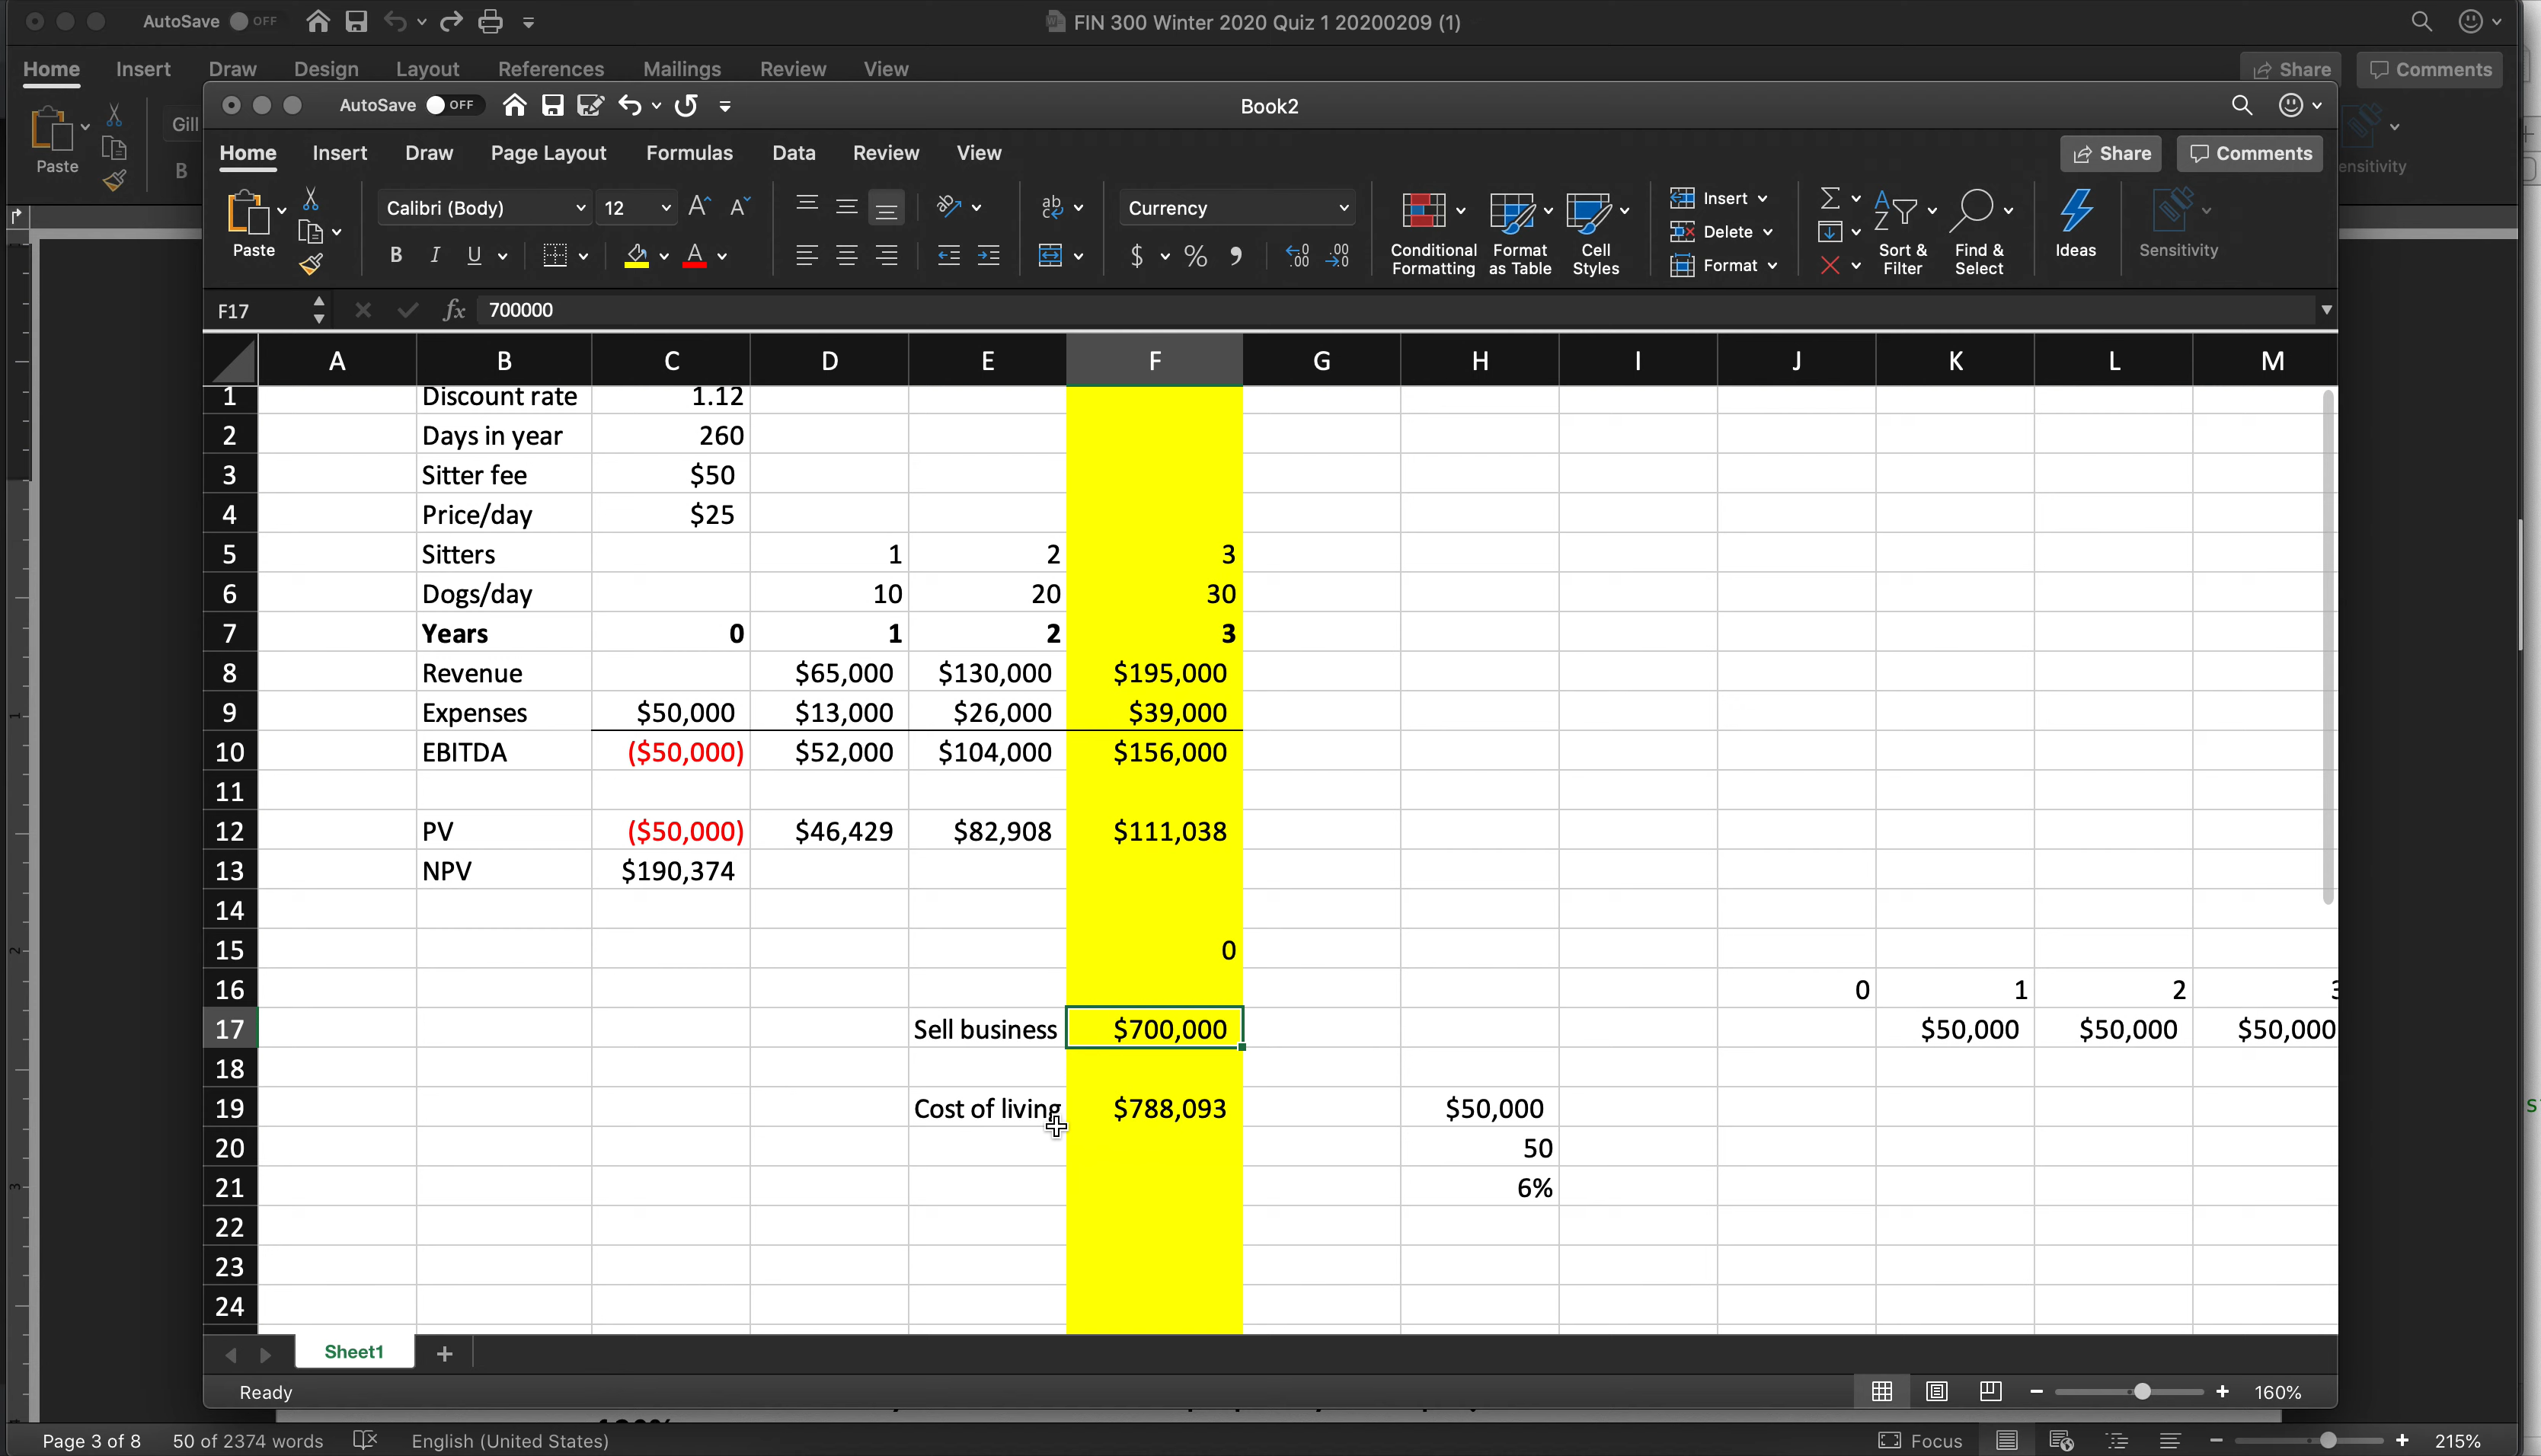 AutoSave OFF FIN 300 Winter 2020 Quiz 1 20200209 (1)
Home Insert Draw Design Layout References Mailings Review View Share Comments
AutoSave OFF Book2
Paste Gill B
Home Insert Draw Page Layout Formulas Data Review View Share Comments
Paste Calibri (Body) 12 Currency Conditional Formatting Format as Table Cell Styles Insert Delete Format Sort & Filter Find & Select Ideas Sensitivity
ensitivity
F17 fx 700000
A B C D E F G H I J K L M
1 Discount rate 1.12
2 Days in year 260
3 Sitter fee $50
4 Price/day $25
5 Sitters 1 2 3
6 Dogs/day 10 20 30
7 Years 0 1 2 3
8 Revenue $65,000 $130,000 $195,000
9 Expenses $50,000 $13,000 $26,000 $39,000
10 EBITDA ($50,000) $52,000 $104,000 $156,000
11
12 PV ($50,000) $46,429 $82,908 $111,038
13 NPV $190,374
14
15 0
16 0 1 2 3
17 Sell business $700,000 $50,000 $50,000 $50,000
18
19 Cost of living $788,093 $50,000
20 50
21 6%
22
23
24
Sheet1
Ready 160%
Page 3 of 8 50 of 2374 words English (United States) Focus 215%